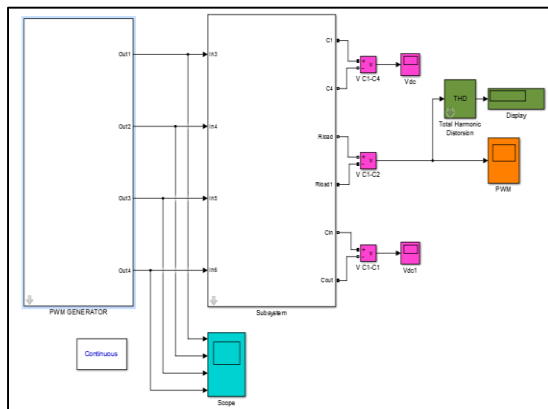 Out1
Out2
Out3
Out4
PWM GENERATOR
Continuous
In3
In4
In5
In6
C1
C4
Rload
Rload1
Cin
Cout
Subsystem
+
-
v
V C1-C4
Vdc
+
-
v
V C1-C2
+
-
v
V C1-C1
Vdc1
THD
Total Harmonic
Distorsion
Display
PWM
Scope